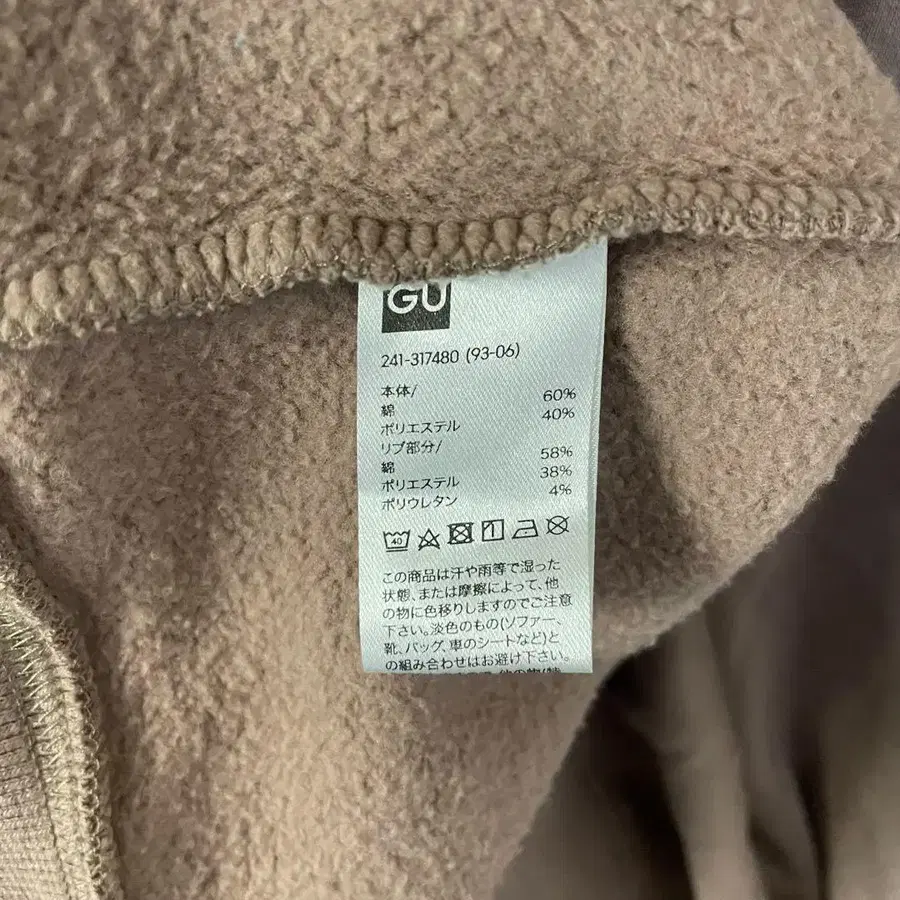 GU
241-317480 (93-06)
本体/
綿 60%
ポリエステル 40%
リブ部分/
綿 58%
ポリエステル 38%
ポリウレタン 4%
40
この商品は汗や雨等で湿った
状態、または摩擦によって、他
の物に色移りしますのでご注意
下さい。淡色のもの(ソファー、
靴、バッグ、車のシートなど)と
の組み合わせはお避け下さい。